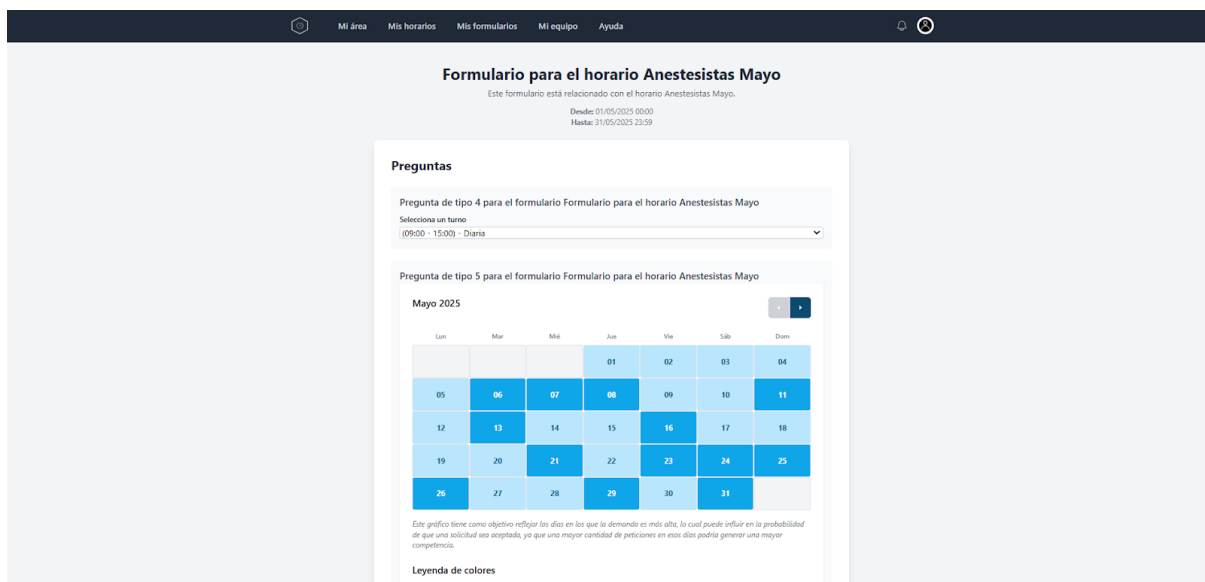 Mi área Mis horarios Mis formularios Mi equipo Ayuda
Formulario para el horario Anestesistas Mayo
Este formulario está relacionado con el horario Anestesistas Mayo.
Desde: 01/05/2025 00:00
Hasta: 31/05/2025 23:59
Preguntas
Pregunta de tipo 4 para el formulario Formulario para el horario Anestesistas Mayo
Selecciona un turno
(09:00 - 15:00) - Diaria
Pregunta de tipo 5 para el formulario Formulario para el horario Anestesistas Mayo
Mayo 2025
Lun Mar Mié Jue Vie Sáb Dom
01 02 03 04
05 06 07 08 09 10 11
12 13 14 15 16 17 18
19 20 21 22 23 24 25
26 27 28 29 30 31
Este gráfico tiene como objetivo reflejar los días en los que la demanda es más alta, lo cual puede influir en la probabilidad
de que una solicitud sea aceptada, ya que una mayor cantidad de peticiones en esos días podría generar una mayor
competencia.
Leyenda de colores